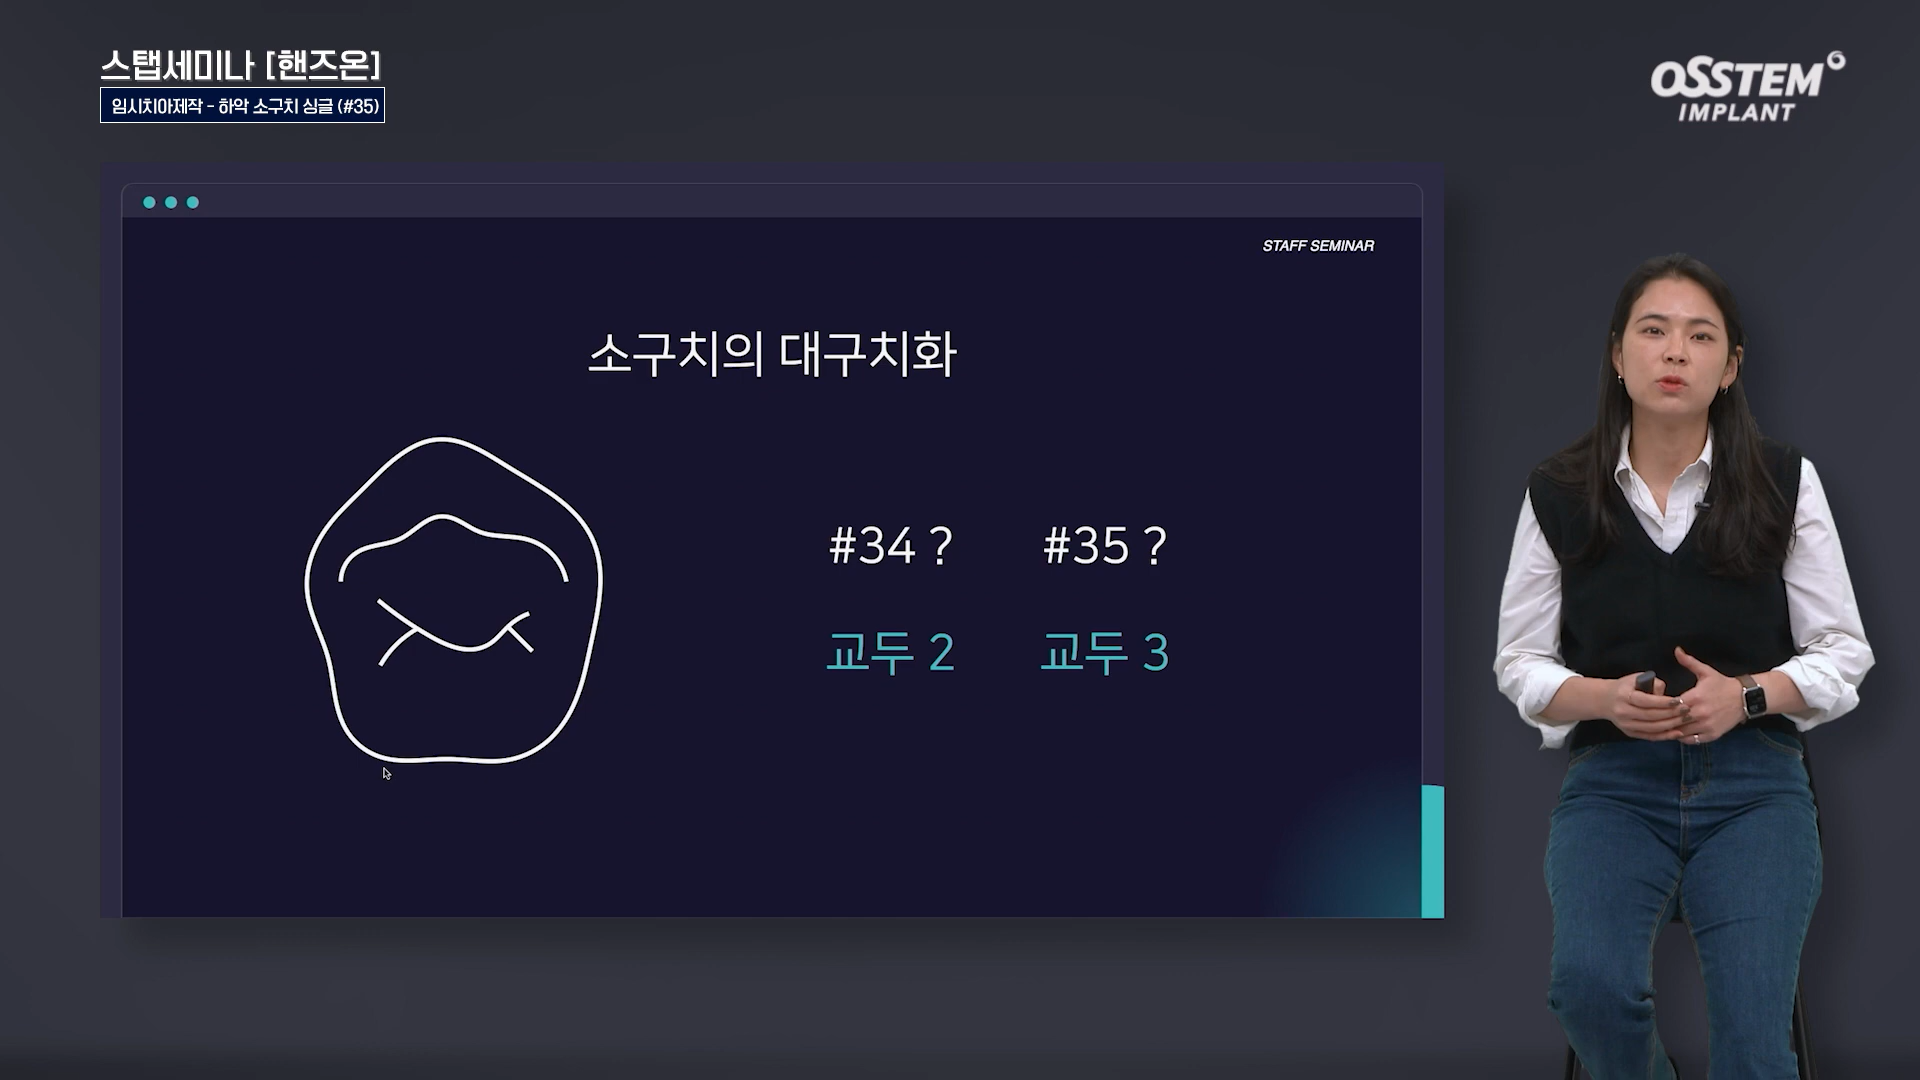 스탭세미나 [핸즈온]
임시치아제작 - 하악 소구치 싱글 (#35)
OSSTEM
IMPLANT
STAFF SEMINAR
소구치의 대구치화
#34 ? #35 ?
교두 2 교두 3